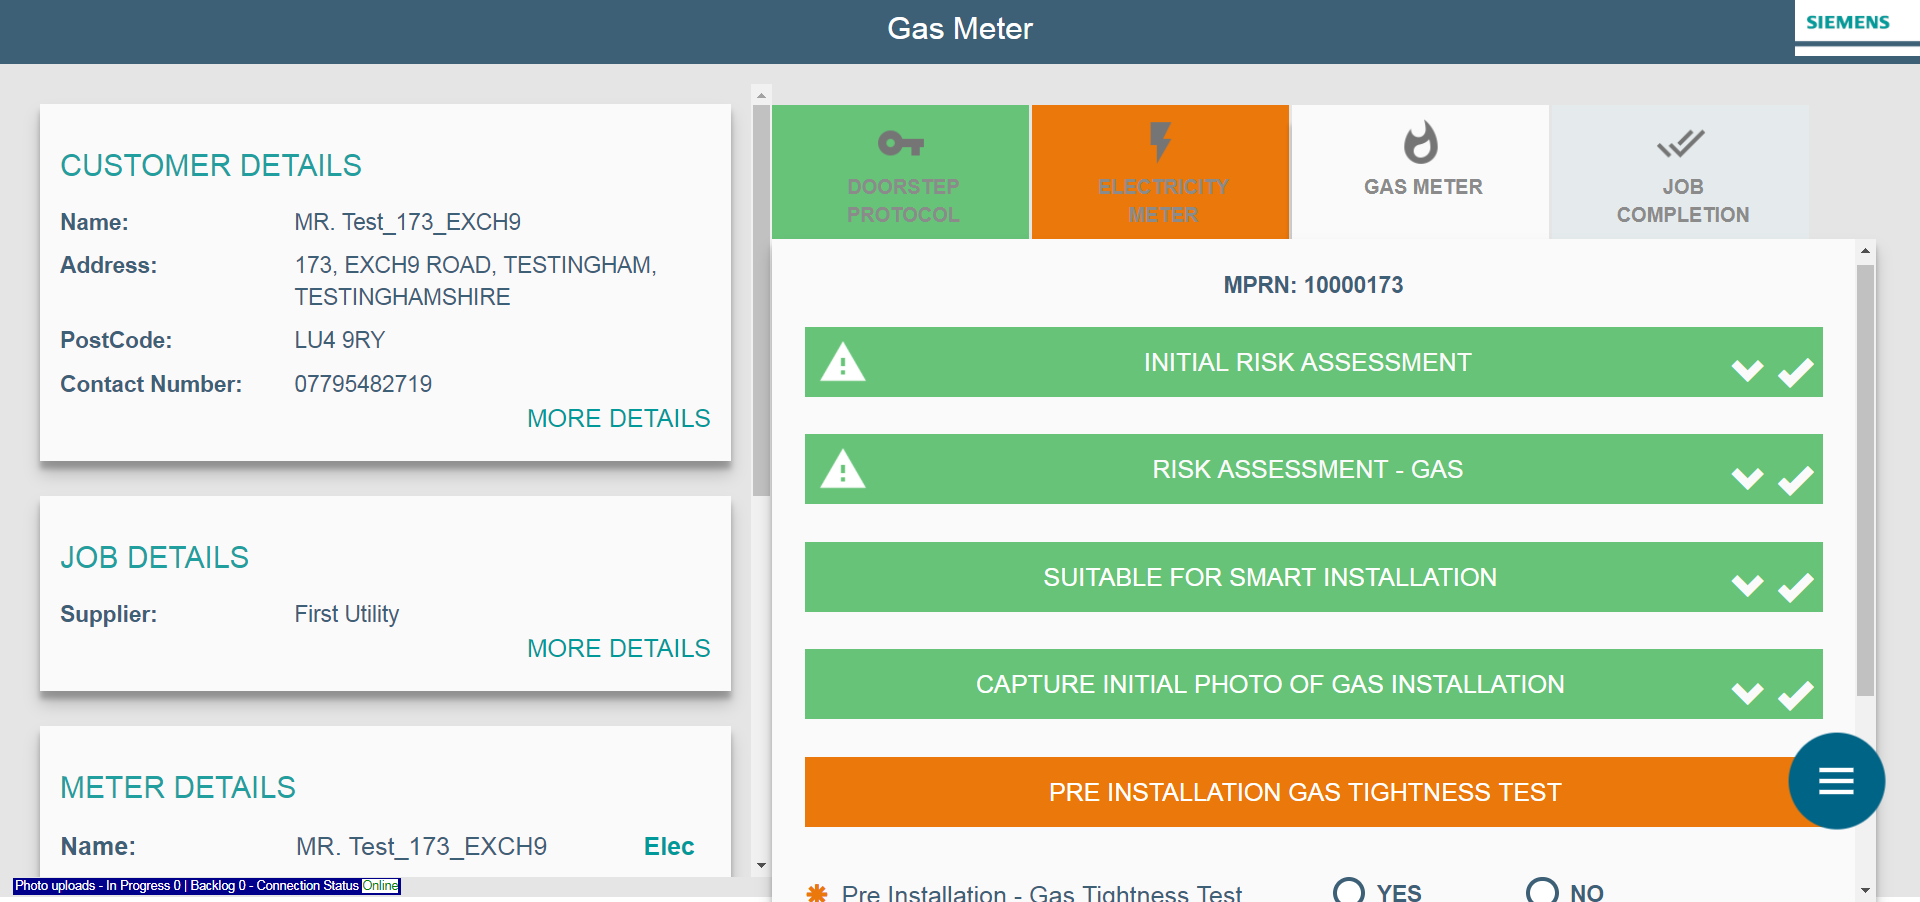 Gas Meter
SIEMENS
CUSTOMER DETAILS
Name: MR. Test_173_EXCH9
Address: 173, EXCH9 ROAD, TESTINGHAM,
TESTINGHAMSHIRE
PostCode: LU4 9RY
Contact Number: 07795482719
MORE DETAILS
JOB DETAILS
Supplier: First Utility
MORE DETAILS
METER DETAILS
Name: MR. Test_173_EXCH9 Elec
Photo uploads - In Progress 0 | Backlog 0 - Connection Status Online
DOORSTEP
PROTOCOL
ELECTRICITY
METER
GAS METER
JOB
COMPLETION
MPRN: 10000173
INITIAL RISK ASSESSMENT
RISK ASSESSMENT - GAS
SUITABLE FOR SMART INSTALLATION
CAPTURE INITIAL PHOTO OF GAS INSTALLATION
PRE INSTALLATION GAS TIGHTNESS TEST
Pre Installation - Gas Tightness Test YES NO